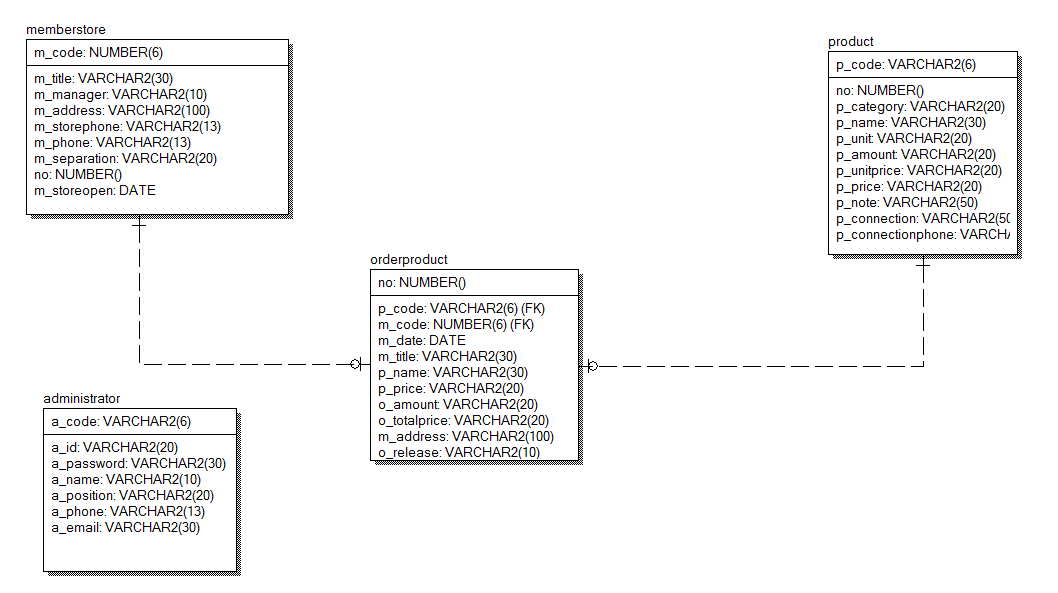 memberstore
m_code: NUMBER(6)
m_title: VARCHAR2(30)
m_manager: VARCHAR2(10)
m_address: VARCHAR2(100)
m_storephone: VARCHAR2(13)
m_phone: VARCHAR2(13)
m_separation: VARCHAR2(20)
no: NUMBER()
m_storeopen: DATE
product
p_code: VARCHAR2(6)
no: NUMBER()
p_category: VARCHAR2(20)
p_name: VARCHAR2(30)
p_unit: VARCHAR2(20)
p_amount: VARCHAR2(20)
p_unitprice: VARCHAR2(20)
p_price: VARCHAR2(20)
p_note: VARCHAR2(50)
p_connection: VARCHAR2(50
p_connectionphone: VARCHA
orderproduct
no: NUMBER()
p_code: VARCHAR2(6) (FK)
m_code: NUMBER(6) (FK)
m_date: DATE
m_title: VARCHAR2(30)
p_name: VARCHAR2(30)
p_price: VARCHAR2(20)
o_amount: VARCHAR2(20)
o_totalprice: VARCHAR2(20)
m_address: VARCHAR2(100)
o_release: VARCHAR2(10)
administrator
a_code: VARCHAR2(6)
a_id: VARCHAR2(20)
a_password: VARCHAR2(30)
a_name: VARCHAR2(10)
a_position: VARCHAR2(20)
a_phone: VARCHAR2(13)
a_email: VARCHAR2(30)